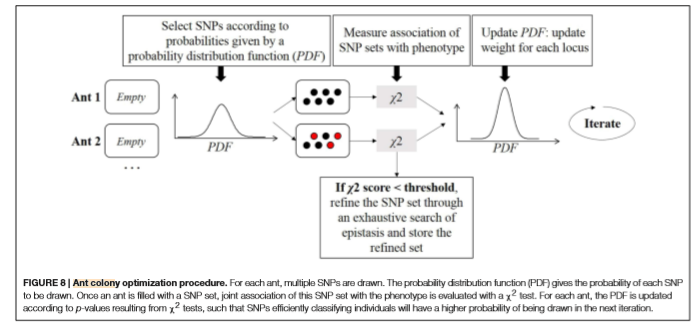 Select SNPs according to
probabilities given by a
probability distribution function (PDF)
Measure association of
SNP sets with phenotype
Update PDF: update
weight for each locus
Ant 1
Empty
Ant 2
Empty
...
PDF
χ2
χ2
PDF
Iterate
If χ2 score < threshold,
refine the SNP set through
an exhaustive search of
epistasis and store the
refined set
FIGURE 8 | Ant colony optimization procedure. For each ant, multiple SNPs are drawn. The probability distribution function (PDF) gives the probability of each SNP
to be drawn. Once an ant is filled with a SNP set, joint association of this SNP set with the phenotype is evaluated with a χ2 test. For each ant, the PDF is updated
according to p-values resulting from χ2 tests, such that SNPs efficiently classifying individuals will have a higher probability of being drawn in the next iteration.